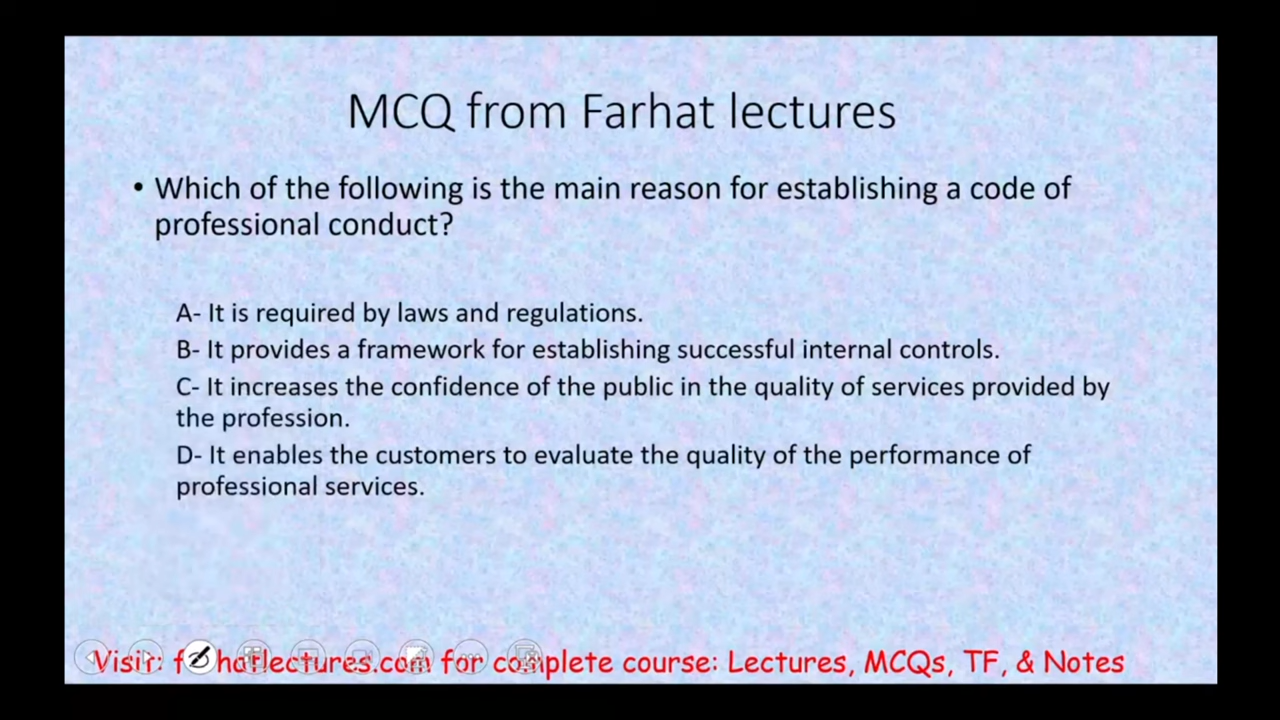 MCQ from Farhat lectures
• Which of the following is the main reason for establishing a code of
professional conduct?
A- It is required by laws and regulations.
B- It provides a framework for establishing successful internal controls.
C- It increases the confidence of the public in the quality of services provided by
the profession.
D- It enables the customers to evaluate the quality of the performance of
professional services.
Visit: farhatlectures.com for complete course: Lectures, MCQs, TF, & Notes